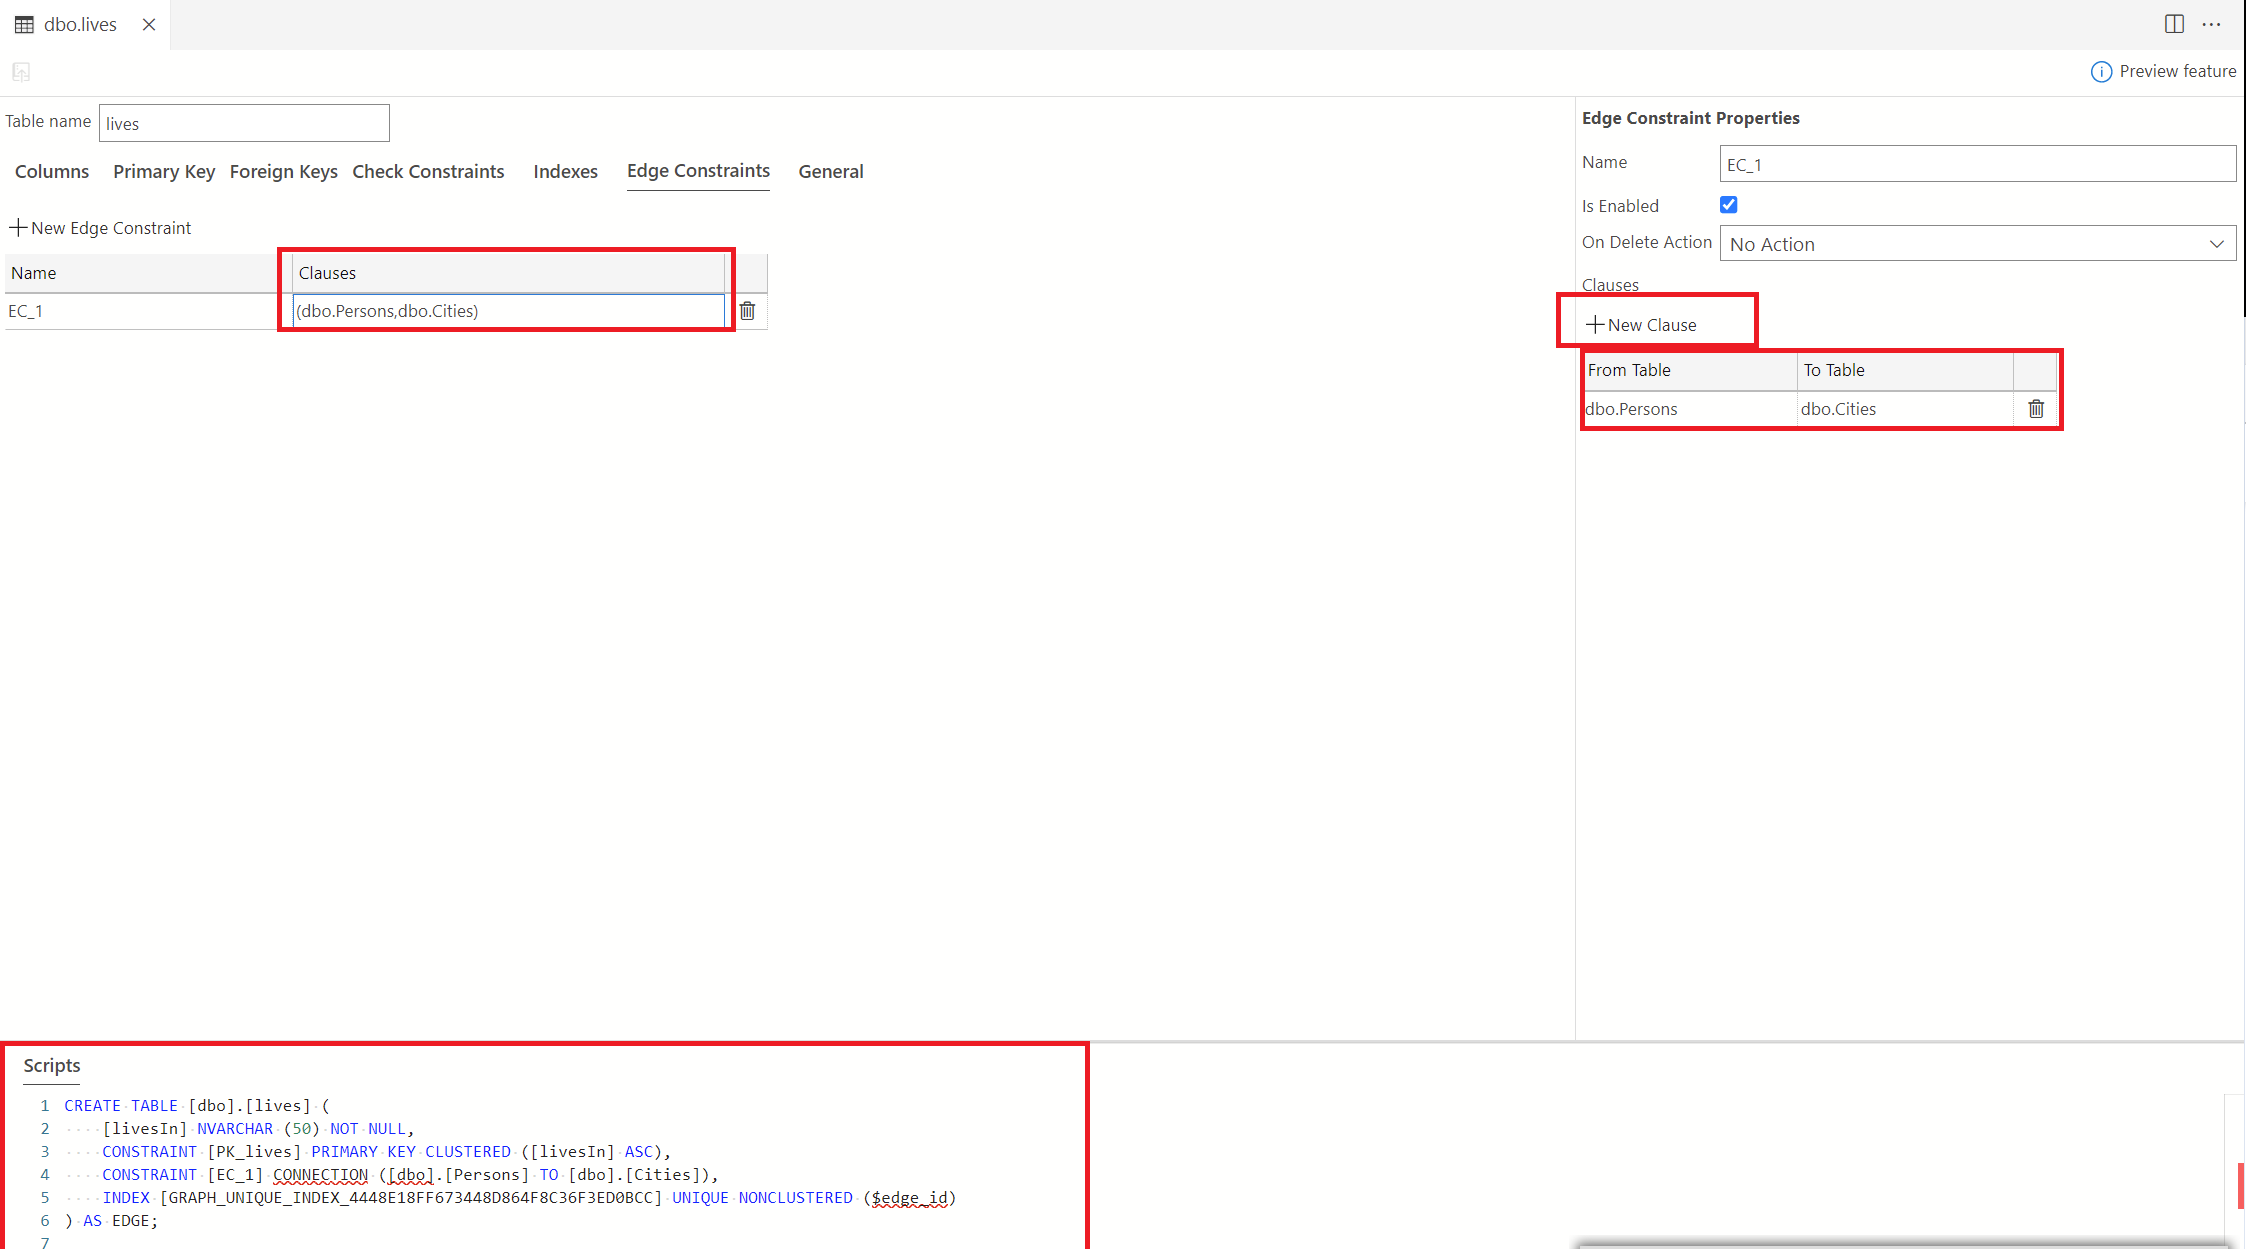 dbo.lives
Preview feature
Table name lives
Columns Primary Key Foreign Keys Check Constraints Indexes Edge Constraints General
New Edge Constraint
Name Clauses
EC_1 (dbo.Persons,dbo.Cities)
Edge Constraint Properties
Name EC_1
Is Enabled
On Delete Action No Action
Clauses
New Clause
From Table To Table
dbo.Persons dbo.Cities
Scripts
1 CREATE TABLE [dbo].[lives] (
2 [livesIn] NVARCHAR (50) NOT NULL,
3 CONSTRAINT [PK_lives] PRIMARY KEY CLUSTERED ([livesIn] ASC),
4 CONSTRAINT [EC_1] CONNECTION ([dbo].[Persons] TO [dbo].[Cities]),
5 INDEX [GRAPH_UNIQUE_INDEX_4448E18FF673448D864F8C36F3ED0BCC] UNIQUE NONCLUSTERED ($edge_id)
6 ) AS EDGE;
7